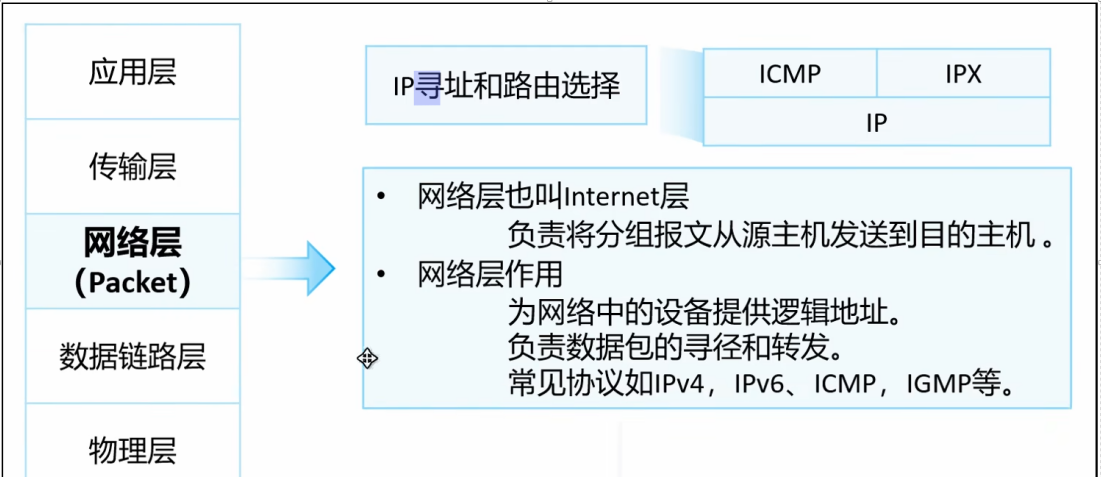 应用层
传输层
网络层
（Packet）
数据链路层
物理层
IP寻址和路由选择
ICMP
IPX
IP
• 网络层也叫Internet层
负责将分组报文从源主机发送到目的主机 。
• 网络层作用
为网络中的设备提供逻辑地址。
负责数据包的寻径和转发。
常见协议如IPv4，IPv6、ICMP，IGMP等。